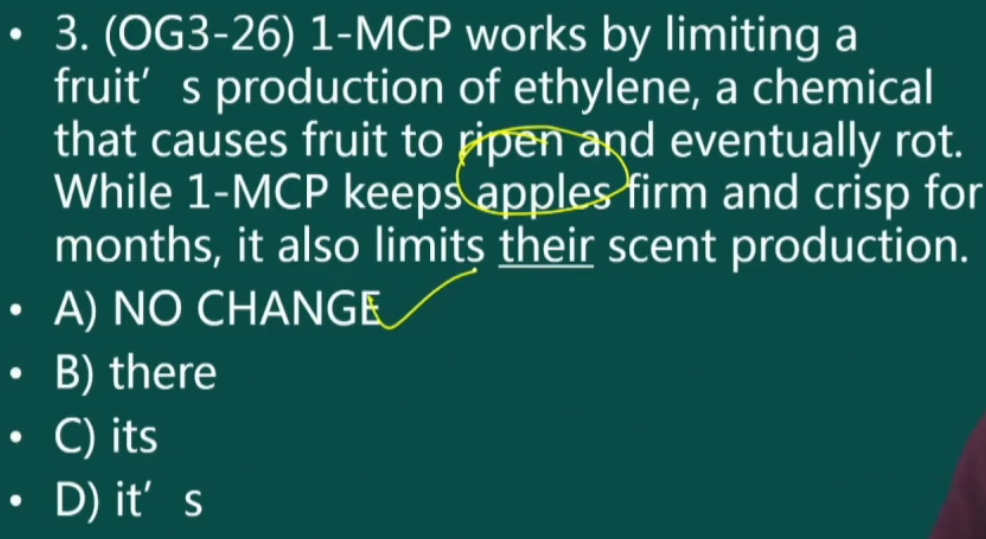 • 3. (OG3-26) 1-MCP works by limiting a
fruit’ s production of ethylene, a chemical
that causes fruit to ripen and eventually rot.
While 1-MCP keeps apples firm and crisp for
months, it also limits their scent production.
• A) NO CHANGE
• B) there
• C) its
• D) it’ s